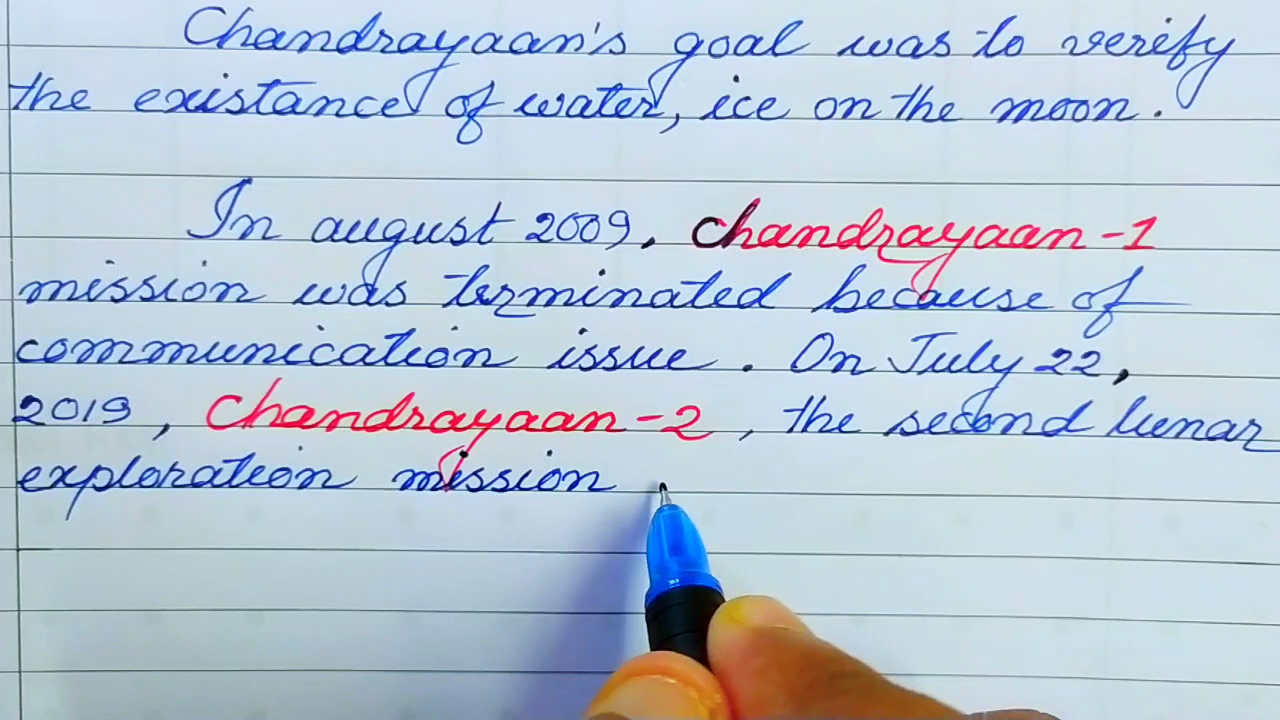 Chandrayaan's goal was to verify
the existance of water, ice on the moon.
In august 2009, Chandrayaan-1
mission was terminated because of
communication issue. On July 22,
2019, Chandrayaan-2, the second lunar
exploration mission